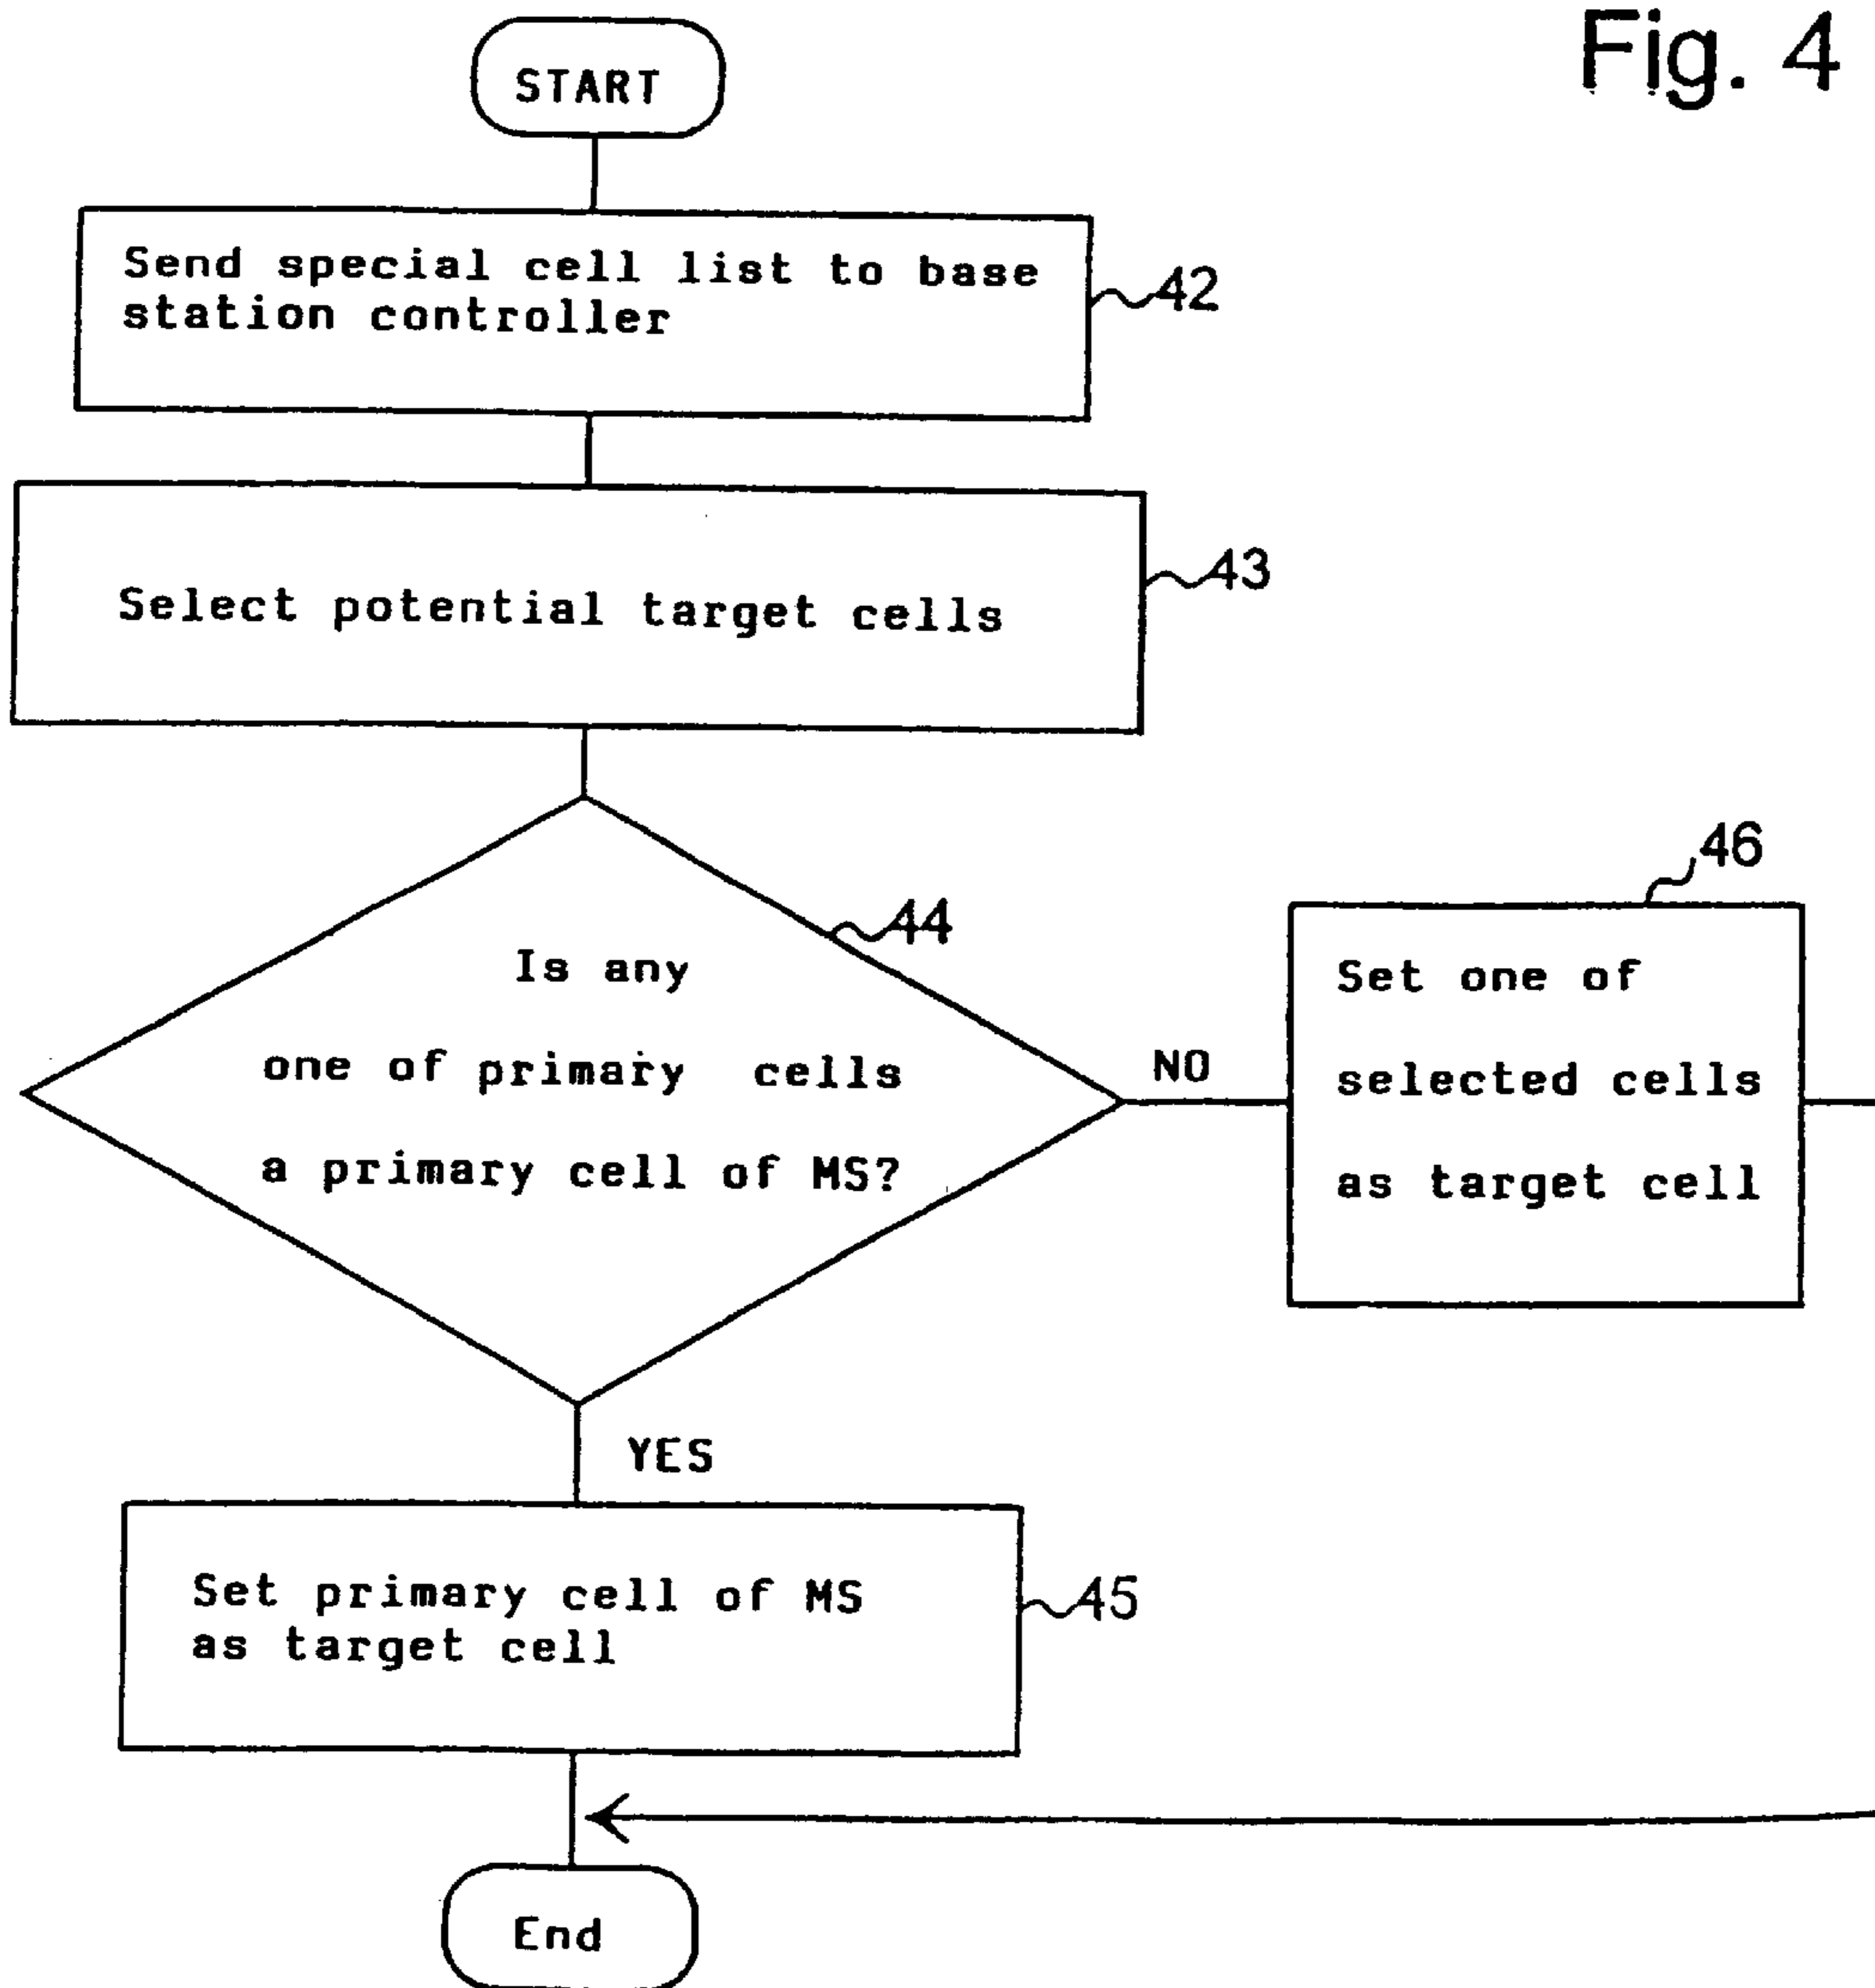 Fig. 4
START
Send special cell list to base
station controller
42
Select potential target cells
43
44
Is any
one of primary cells
a primary cell of MS?
NO
46
Set one of
selected cells
as target cell
YES
Set primary cell of MS
as target cell
45
End